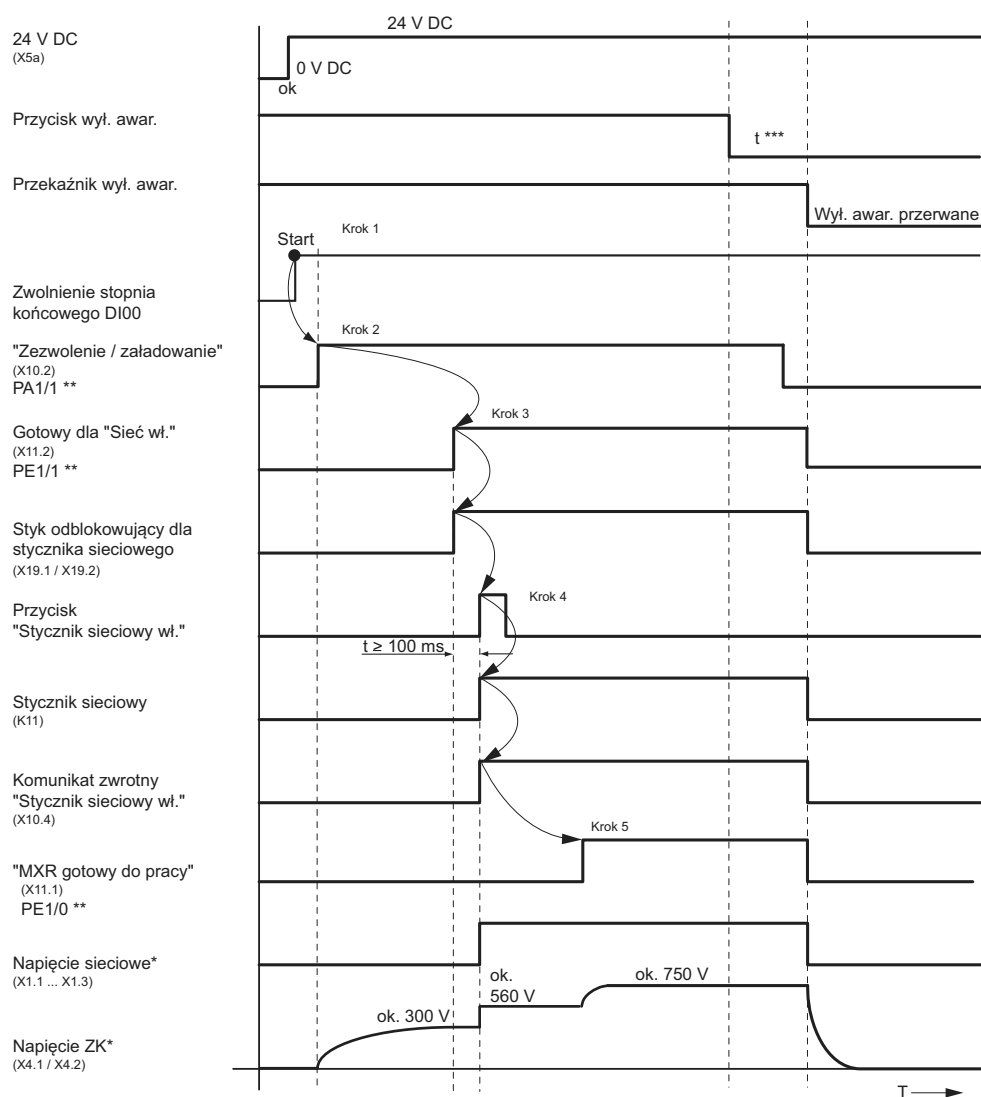 24 V DC
24 V DC
(X5a)
0 V DC
ok
Przycisk wył. awar.
t ***
Przekaźnik wył. awar.
Wył. awar. przerwane
Krok 1
Start
Zwolnienie stopnia
końcowego DI00
Krok 2
"Zezwolenie / załadowanie"
(X10.2)
PA1/1 **
Krok 3
Gotowy dla "Sieć wł."
(X11.2)
PE1/1 **
Styk odblokowujący dla
stycznika sieciowego
(X19.1 / X19.2)
Przycisk
"Stycznik sieciowy wł."
Krok 4
t ≥ 100 ms
Stycznik sieciowy
(K11)
Komunikat zwrotny
"Stycznik sieciowy wł."
(X10.4)
Krok 5
"MXR gotowy do pracy"
(X11.1)
PE1/0 **
Napięcie sieciowe*
(X1.1 ... X1.3)
ok.
560 V
ok. 750 V
ok. 300 V
Napięcie ZK*
(X4.1 / X4.2)
T